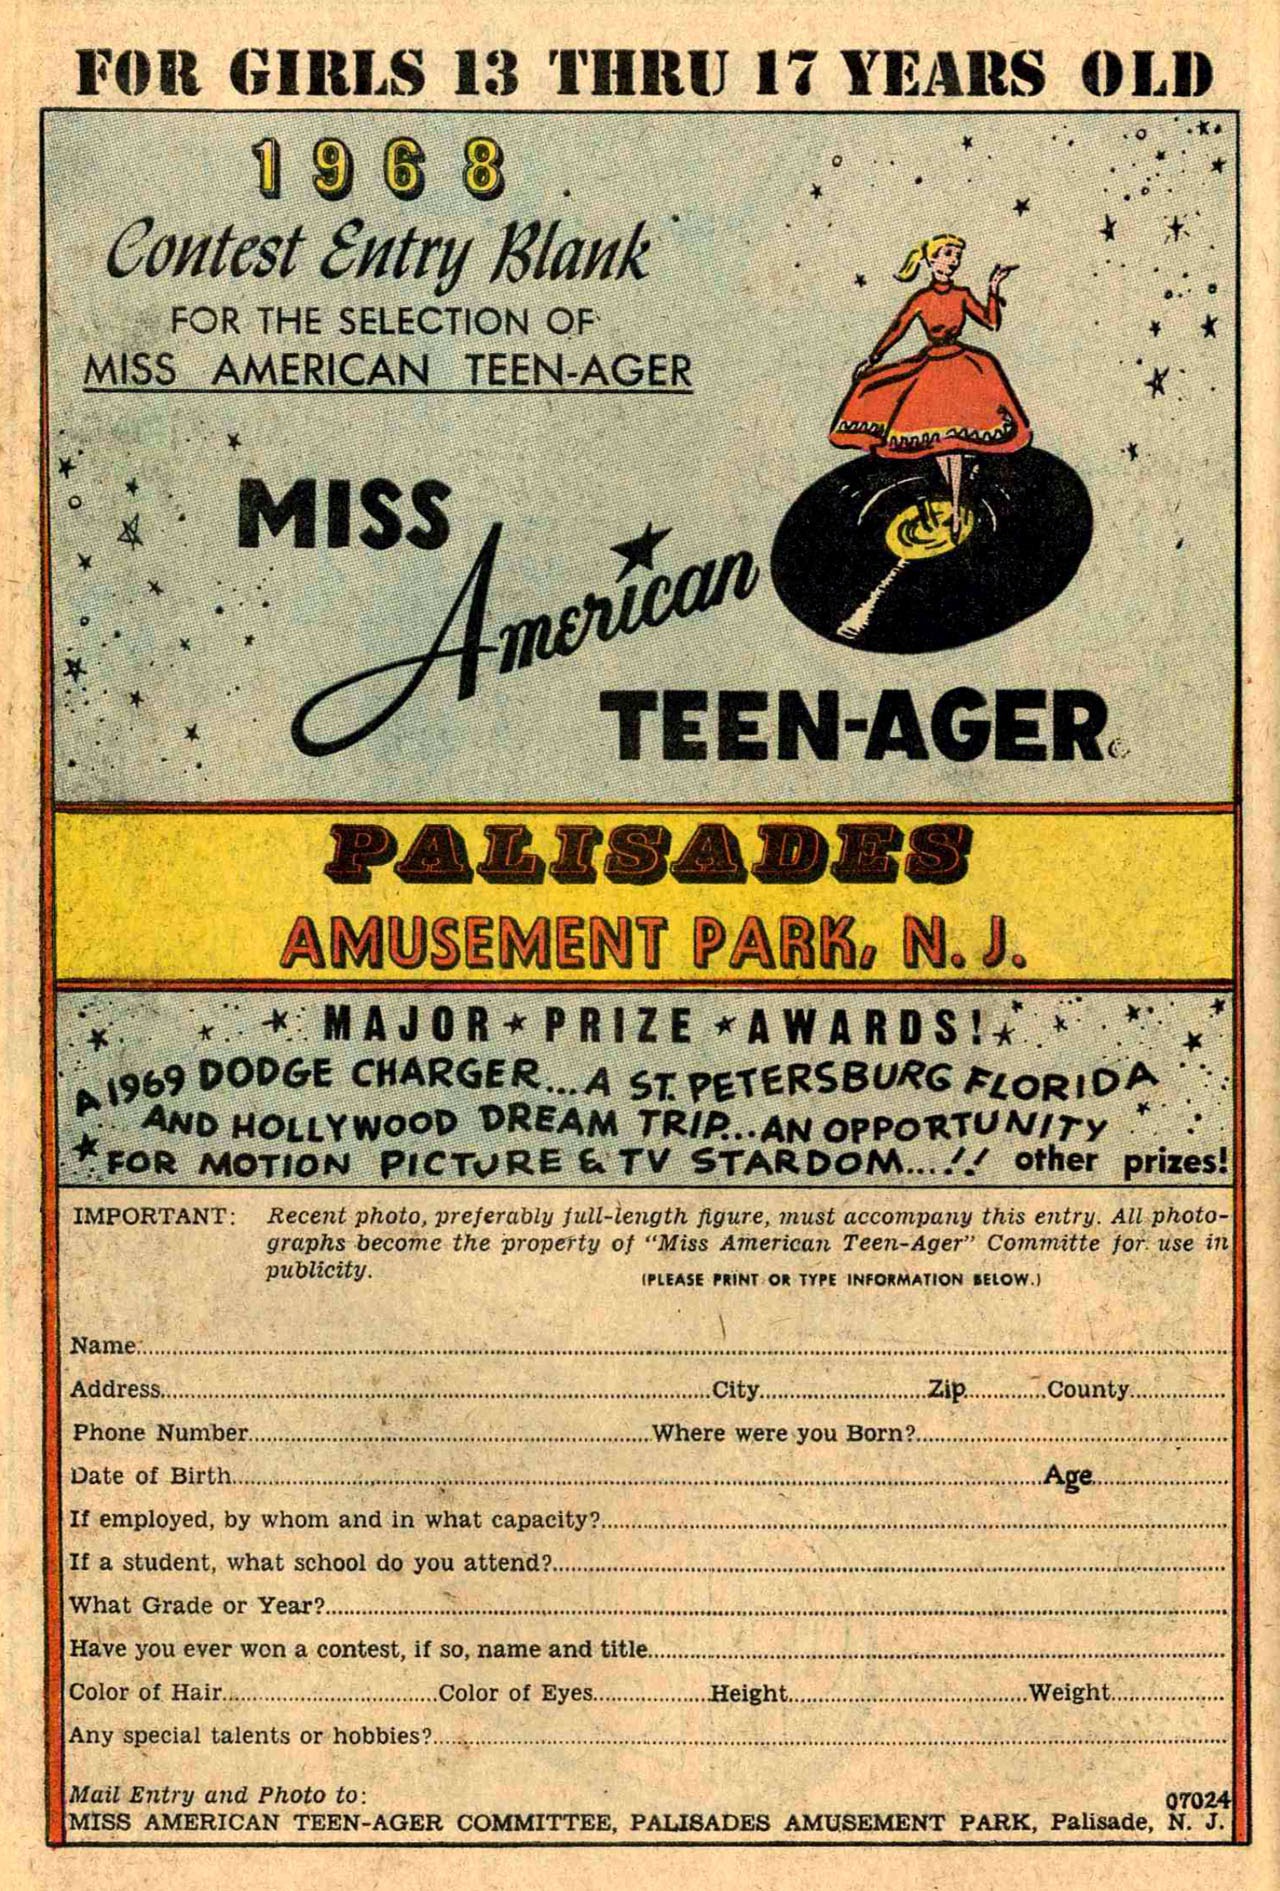 FOR GIRLS 13 THRU 17 YEARS OLD
1968
Contest Entry Blank
FOR THE SELECTION OF
MISS AMERICAN TEEN-AGER
MISS
American
TEEN-AGER
PALISADES
AMUSEMENT PARK, N. J.
MAJOR ★ PRIZE ★ AWARDS!
A 1969 DODGE CHARGER...A ST. PETERSBURG FLORIDA
AND HOLLYWOOD DREAM TRIP...AN OPPORTUNITY
FOR MOTION PICTURE & TV STARDOM....!! other prizes!
IMPORTANT: Recent photo, preferably full-length figure, must accompany this entry. All photo-
graphs become the property of "Miss American Teen-Ager" Committe for use in
publicity.
(PLEASE PRINT OR TYPE INFORMATION BELOW.)
Name:
Address City Zip County
Phone Number Where were you Born?
Date of Birth Age
If employed, by whom and in what capacity?
If a student, what school do you attend?
What Grade or Year?
Have you ever won a contest, if so, name and title
Color of Hair Color of Eyes Height Weight
Any special talents or hobbies?
Mail Entry and Photo to:
07024
MISS AMERICAN TEEN-AGER COMMITTEE, PALISADES AMUSEMENT PARK, Palisade, N. J.